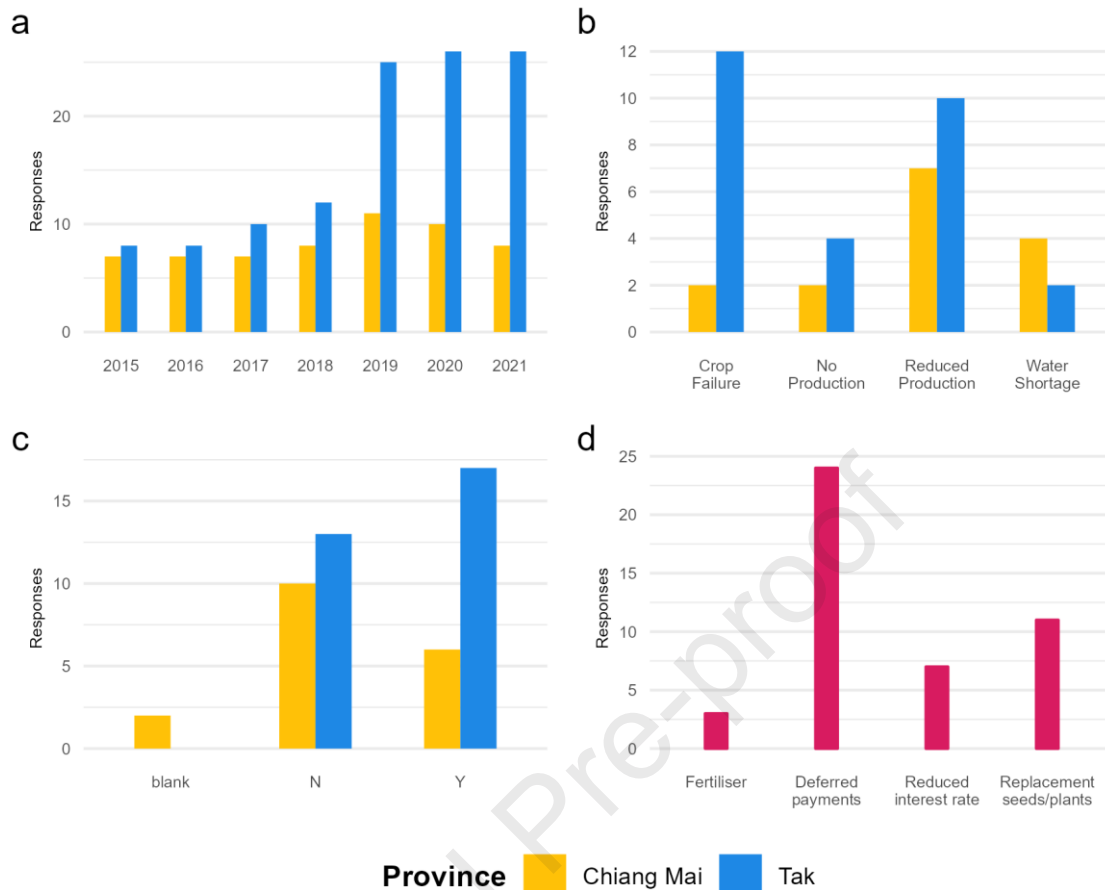 a
Responses
20
10
0
2015 2016 2017 2018 2019 2020 2021
b
Responses
12
10
8
6
4
2
0
Crop Failure
No Production
Reduced Production
Water Shortage
c
Responses
15
10
5
0
blank N Y
d
Responses
25
20
15
10
5
0
Fertiliser
Deferred payments
Reduced interest rate
Replacement seeds/plants
Province Chiang Mai Tak
Pre-proof